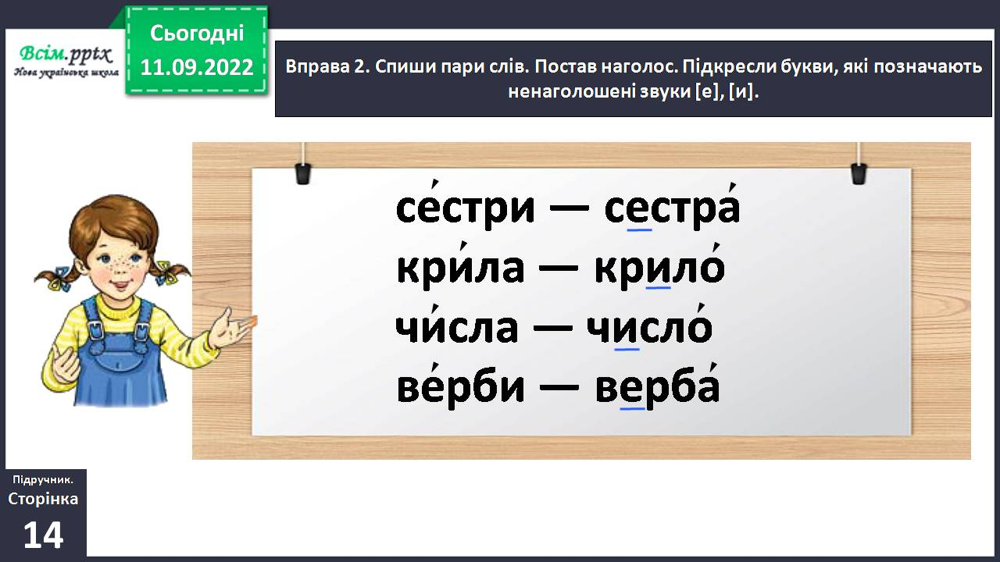 Всім.pptx
Нова українська школа
Сьогодні
11.09.2022
Вправа 2. Спиши пари слів. Постав наголос. Підкресли букви, які позначають
ненаголошені звуки [е], [и].
се́стри — сестра́
кри́ла — крило́
чи́сла — число́
ве́рби — верба́
Підручник.
Сторінка
14